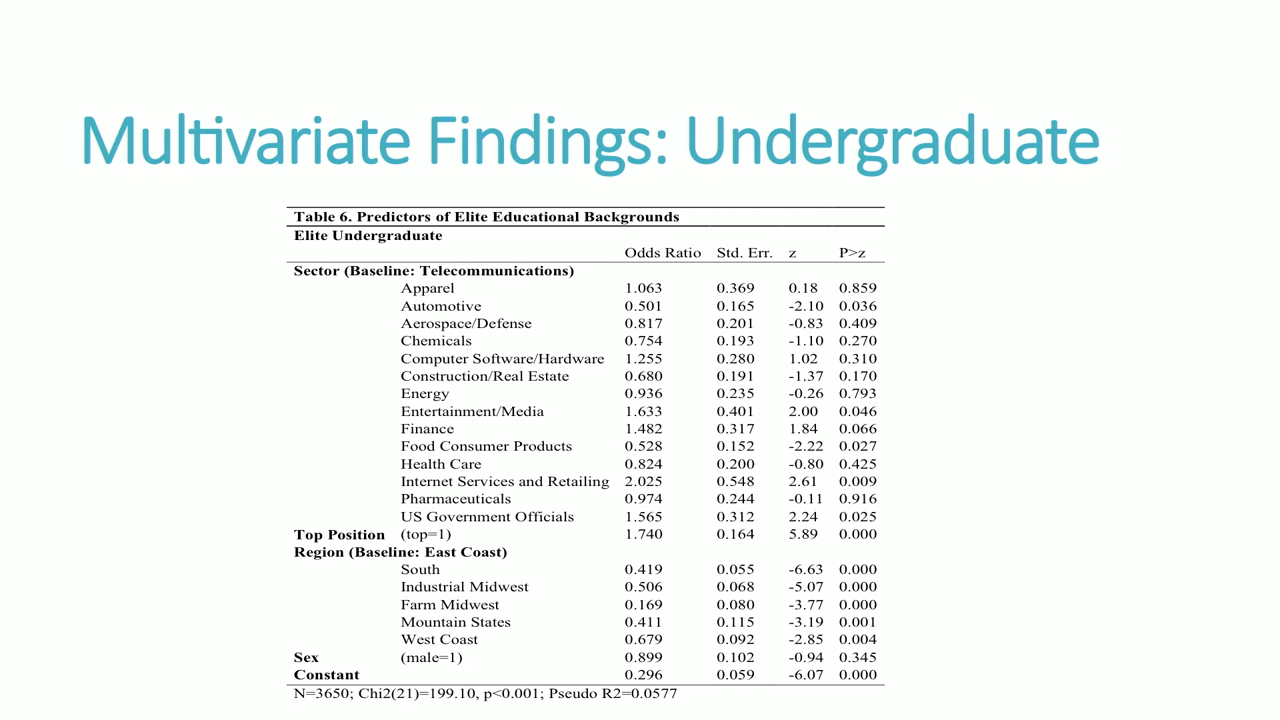 Multivariate Findings: Undergraduate
Table 6. Predictors of Elite Educational Backgrounds
Elite Undergraduate
Odds Ratio Std. Err. z P>z
Sector (Baseline: Telecommunications)
Apparel 1.063 0.369 0.18 0.859
Automotive 0.501 0.165 -2.10 0.036
Aerospace/Defense 0.817 0.201 -0.83 0.409
Chemicals 0.754 0.193 -1.10 0.270
Computer Software/Hardware 1.255 0.280 1.02 0.310
Construction/Real Estate 0.680 0.191 -1.37 0.170
Energy 0.936 0.235 -0.26 0.793
Entertainment/Media 1.633 0.401 2.00 0.046
Finance 1.482 0.317 1.84 0.066
Food Consumer Products 0.528 0.152 -2.22 0.027
Health Care 0.824 0.200 -0.80 0.425
Internet Services and Retailing 2.025 0.548 2.61 0.009
Pharmaceuticals 0.974 0.244 -0.11 0.916
US Government Officials 1.565 0.312 2.24 0.025
Top Position (top=1) 1.740 0.164 5.89 0.000
Region (Baseline: East Coast)
South 0.419 0.055 -6.63 0.000
Industrial Midwest 0.506 0.068 -5.07 0.000
Farm Midwest 0.169 0.080 -3.77 0.000
Mountain States 0.411 0.115 -3.19 0.001
West Coast 0.679 0.092 -2.85 0.004
Sex (male=1) 0.899 0.102 -0.94 0.345
Constant 0.296 0.059 -6.07 0.000
N=3650; Chi2(21)=199.10, p<0.001; Pseudo R2=0.0577